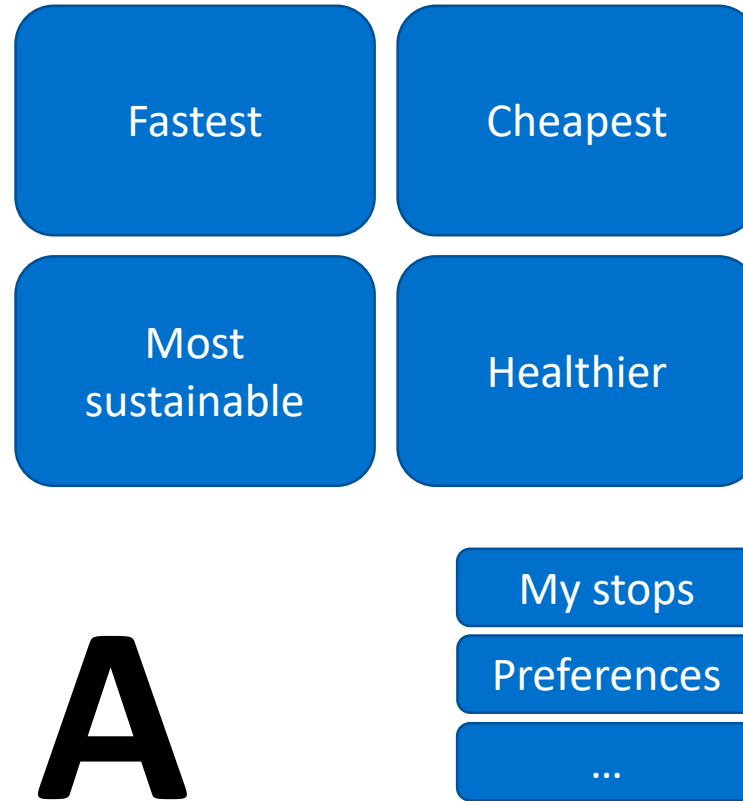 Fastest
Cheapest
Most
sustainable
Healthier
My stops
Preferences
...
A